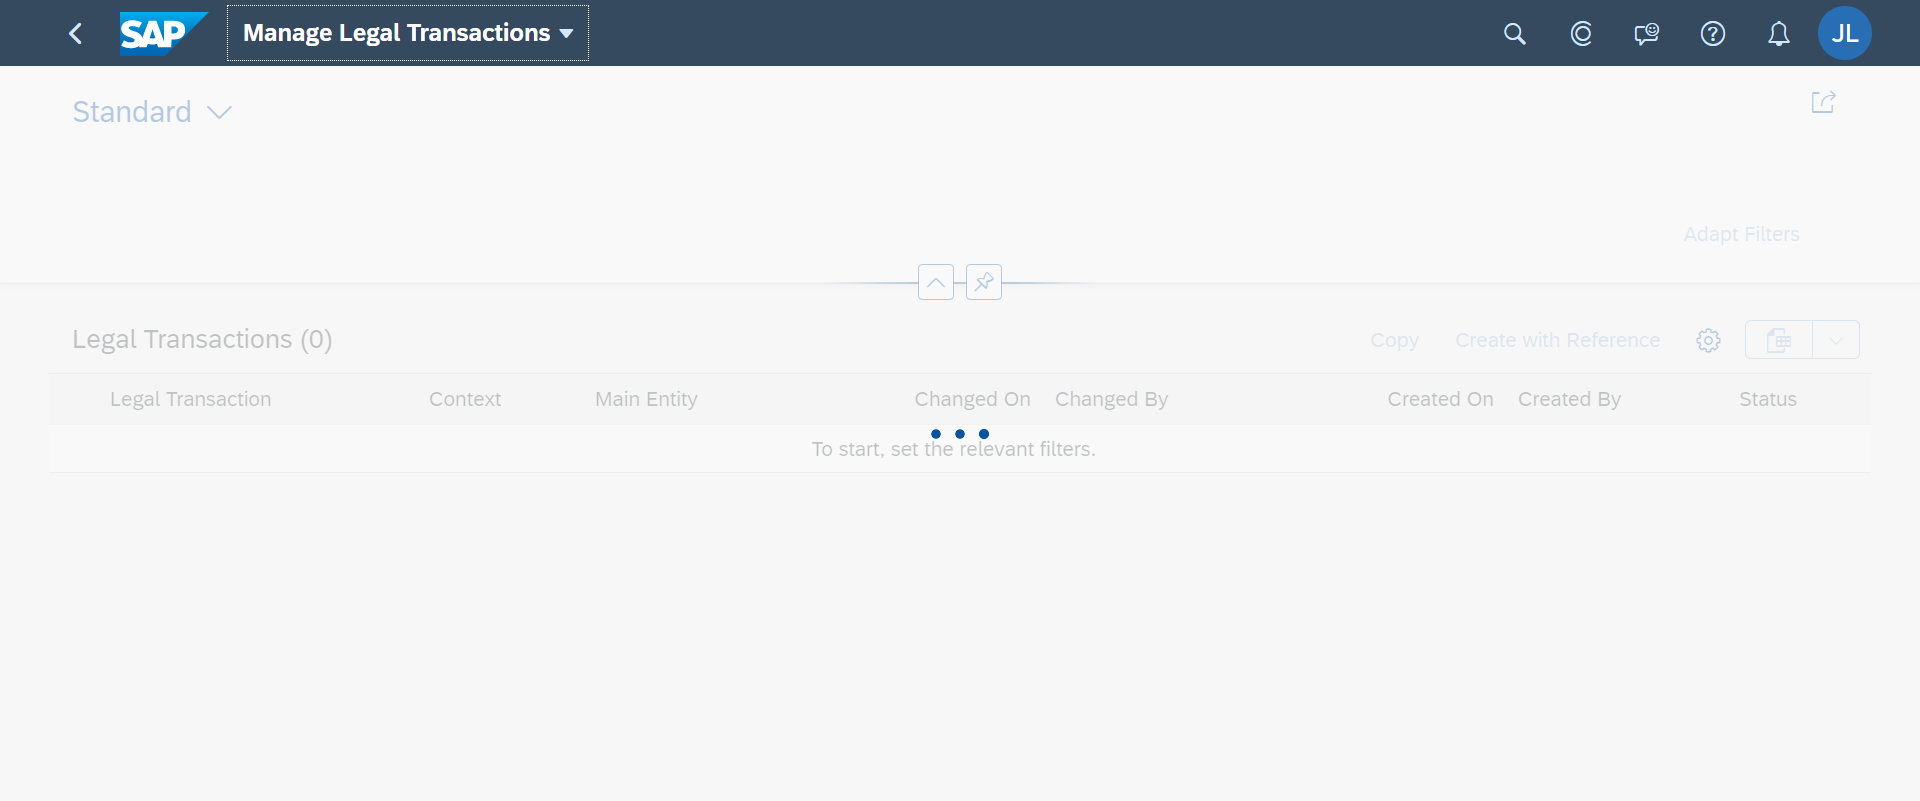 SAP Manage Legal Transactions JL
Standard
Adapt Filters
Legal Transactions (0) Copy Create with Reference
Legal Transaction Context Main Entity Changed On Changed By Created On Created By Status
To start, set the relevant filters.